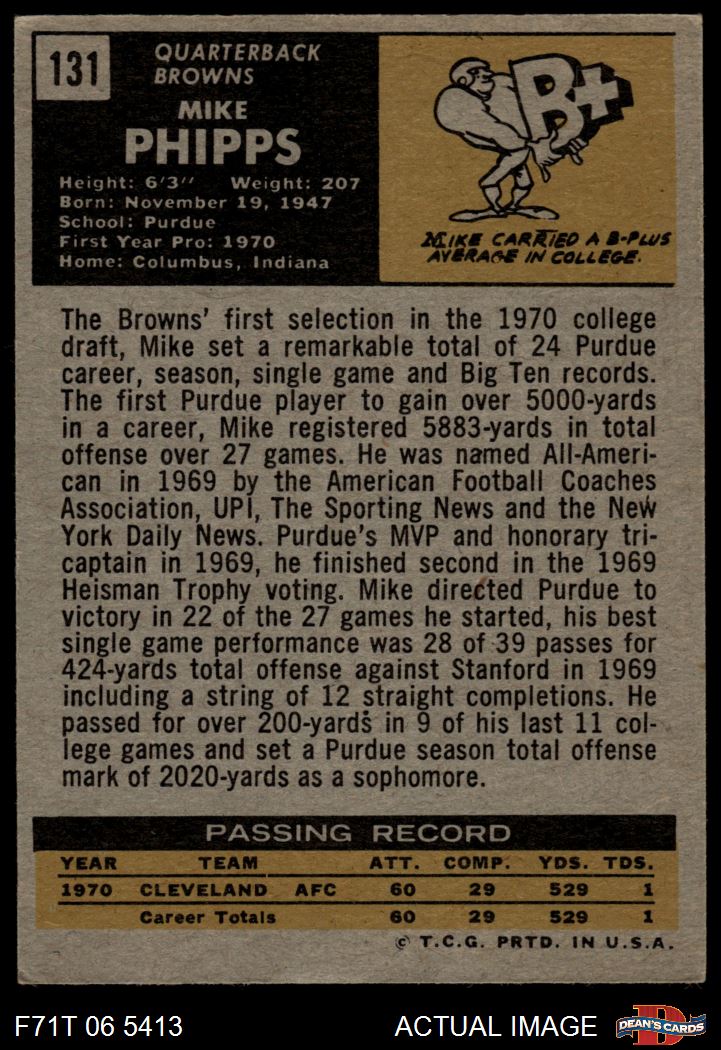 131
QUARTERBACK
BROWNS
MIKE
PHIPPS
Height: 6'3" Weight: 207
Born: November 19, 1947
School: Purdue
First Year Pro: 1970
Home: Columbus, Indiana
B+
MIKE CARRIED A B-PLUS
AVERAGE IN COLLEGE.
The Browns' first selection in the 1970 college
draft, Mike set a remarkable total of 24 Purdue
career, season, single game and Big Ten records.
The first Purdue player to gain over 5000-yards
in a career, Mike registered 5883-yards in total
offense over 27 games. He was named All-Ameri-
can in 1969 by the American Football Coaches
Association, UPI, The Sporting News and the New
York Daily News. Purdue's MVP and honorary tri-
captain in 1969, he finished second in the 1969
Heisman Trophy voting. Mike directed Purdue to
victory in 22 of the 27 games he started, his best
single game performance was 28 of 39 passes for
424-yards total offense against Stanford in 1969
including a string of 12 straight completions. He
passed for over 200-yards in 9 of his last 11 col-
lege games and set a Purdue season total offense
mark of 2020-yards as a sophomore.
PASSING RECORD
YEAR TEAM ATT. COMP. YDS. TDS.
1970 CLEVELAND AFC 60 29 529 1
Career Totals 60 29 529 1
© T.C.G. PRTD. IN U.S.A.
F71T 06 5413 ACTUAL IMAGE D DEAN'S CARDS